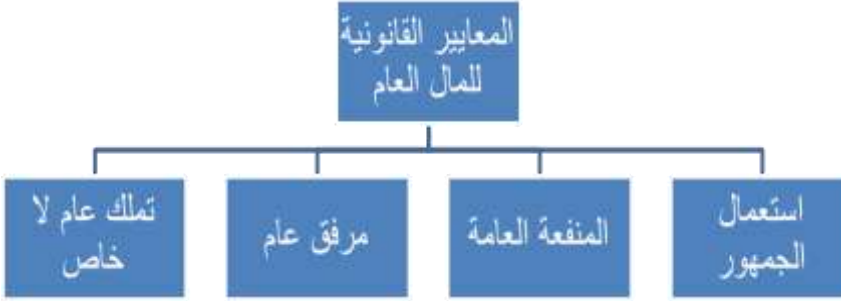 المعايير القانونية
للمال العام
استعمال
الجمهور
المنفعة العامة
مرفق عام
تملك عام لا
خاص